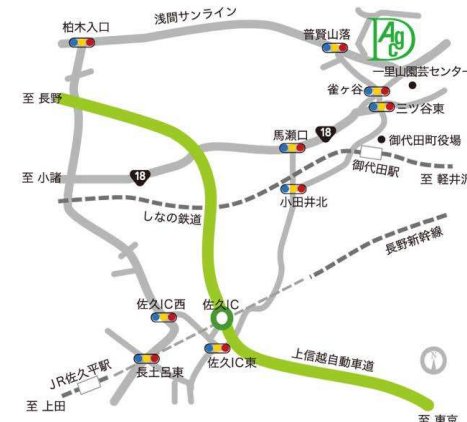 浅間サンライン
柏木入口
普賢山落
AgC
一里山園芸センター
雀ヶ谷
三ツ谷東
至 長野
18
馬瀬口
御代田町役場
御代田駅
至 小諸
18
至 軽井沢
しなの鉄道
小田井北
長野新幹線
佐久IC西
佐久IC
上信越自動車道
佐久IC東
長土呂東
JR佐久平駅
至 上田
至 東京